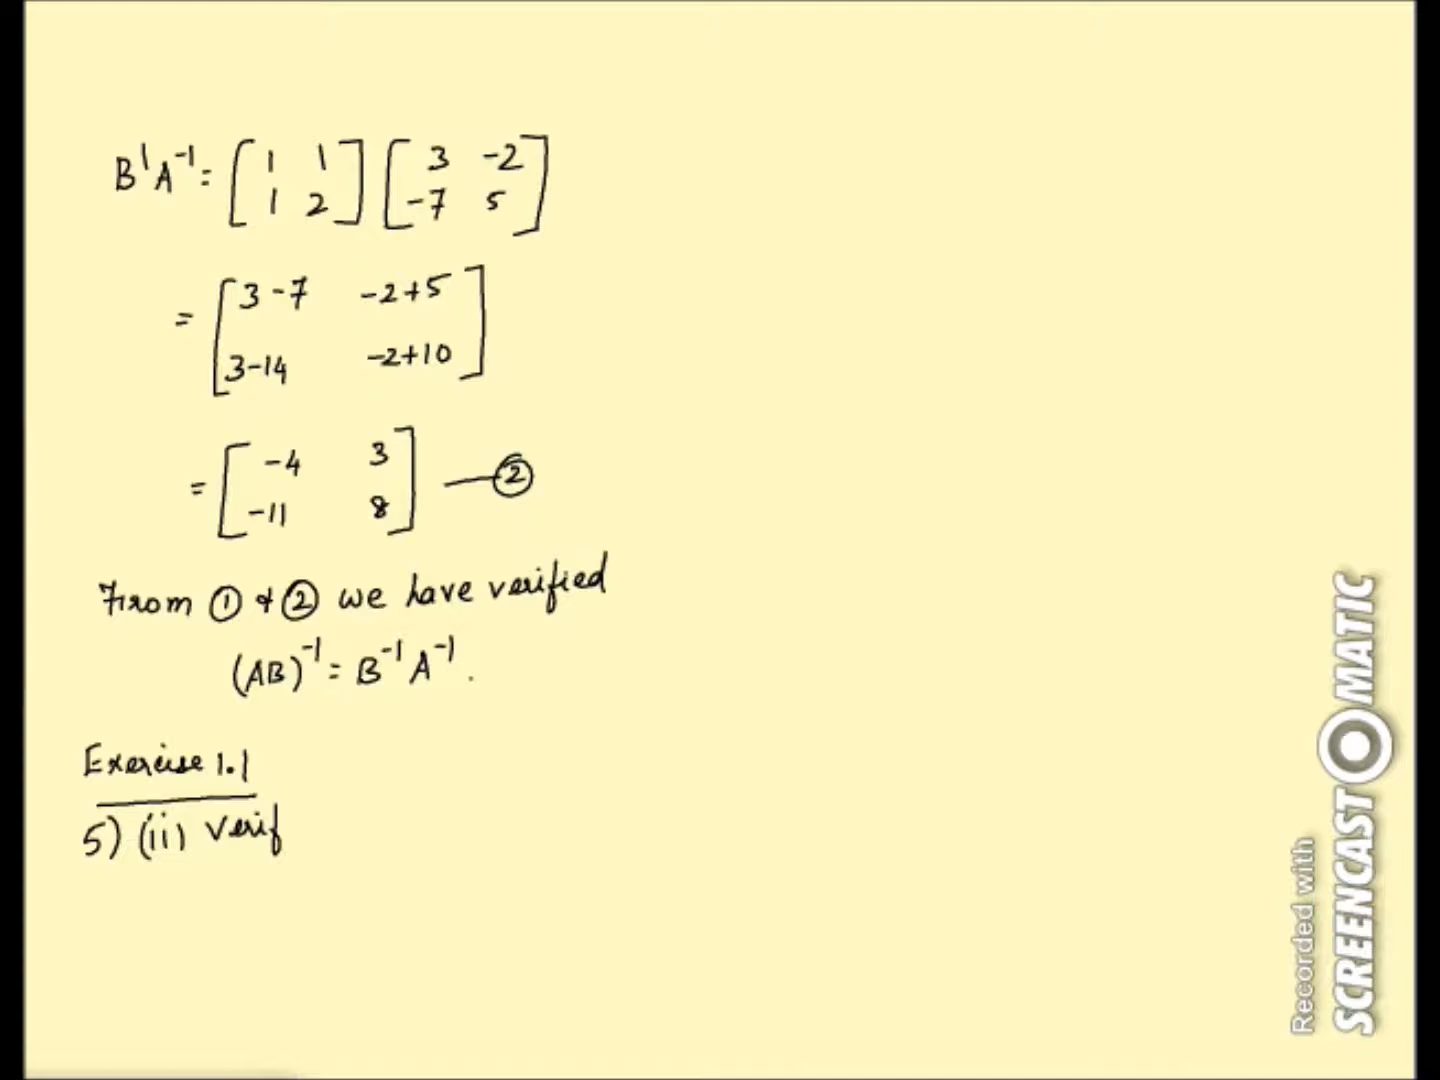 B^1 A^-1 = [1 1] [3 -2]
[1 2] [-7 5]
= [3-7 -2+5]
[3-14 -2+10]
= [-4 3] — ②
[-11 8]
From ① & ② we have verified
(AB)^-1 = B^-1 A^-1.
Exercise 1.1
5) (ii) Verif
Recorded with
SCREENCAST O MATIC